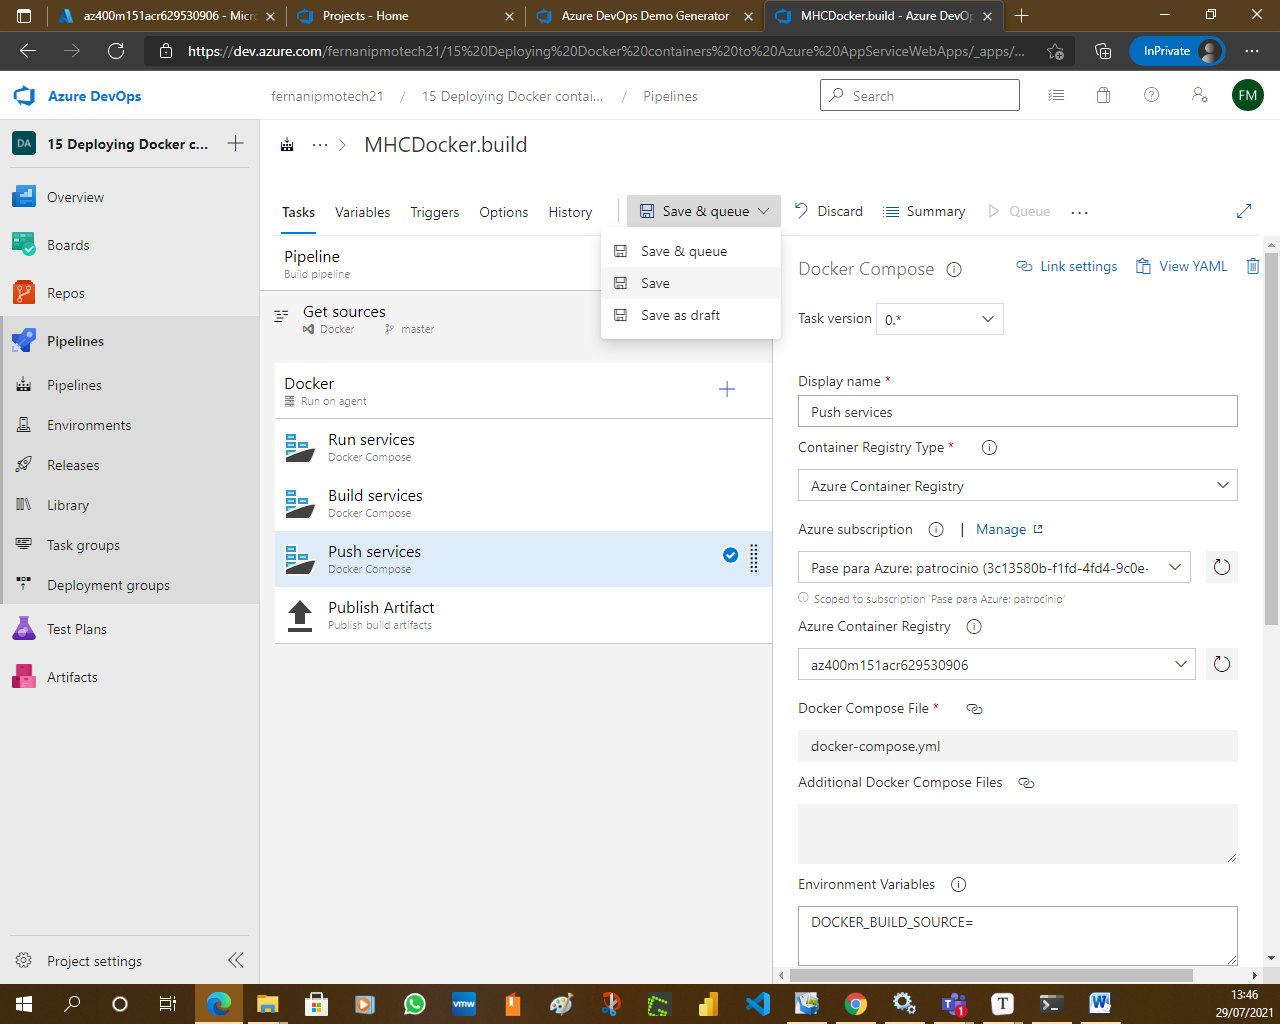 az400m151acr629530906 - Micro
Projects - Home
Azure DevOps Demo Generator
MHCDocker.build - Azure DevOp
https://dev.azure.com/fernanipmotech21/15%20Deploying%20Docker%20containers%20to%20Azure%20AppServiceWebApps/_apps/...
InPrivate
Azure DevOps
fernanipmotech21 / 15 Deploying Docker contai... / Pipelines
Search
FM
DA
15 Deploying Docker c...
MHCDocker.build
Overview
Boards
Repos
Pipelines
Pipelines
Environments
Releases
Library
Task groups
Deployment groups
Test Plans
Artifacts
Project settings
Tasks
Variables
Triggers
Options
History
Save & queue
Discard
Summary
Queue
Save & queue
Save
Save as draft
Pipeline
Build pipeline
Get sources
Docker
master
Docker
Run on agent
Run services
Docker Compose
Build services
Docker Compose
Push services
Docker Compose
Publish Artifact
Publish build artifacts
Docker Compose
Link settings
View YAML
Task version
0.*
Display name *
Push services
Container Registry Type *
Azure Container Registry
Azure subscription
| Manage
Pase para Azure: patrocinio (3c13580b-f1fd-4fd4-9c0e-
Scoped to subscription 'Pase para Azure: patrocinio'
Azure Container Registry
az400m151acr629530906
Docker Compose File *
docker-compose.yml
Additional Docker Compose Files
Environment Variables
DOCKER_BUILD_SOURCE=
vmw
1
T
W
13:46
29/07/2021